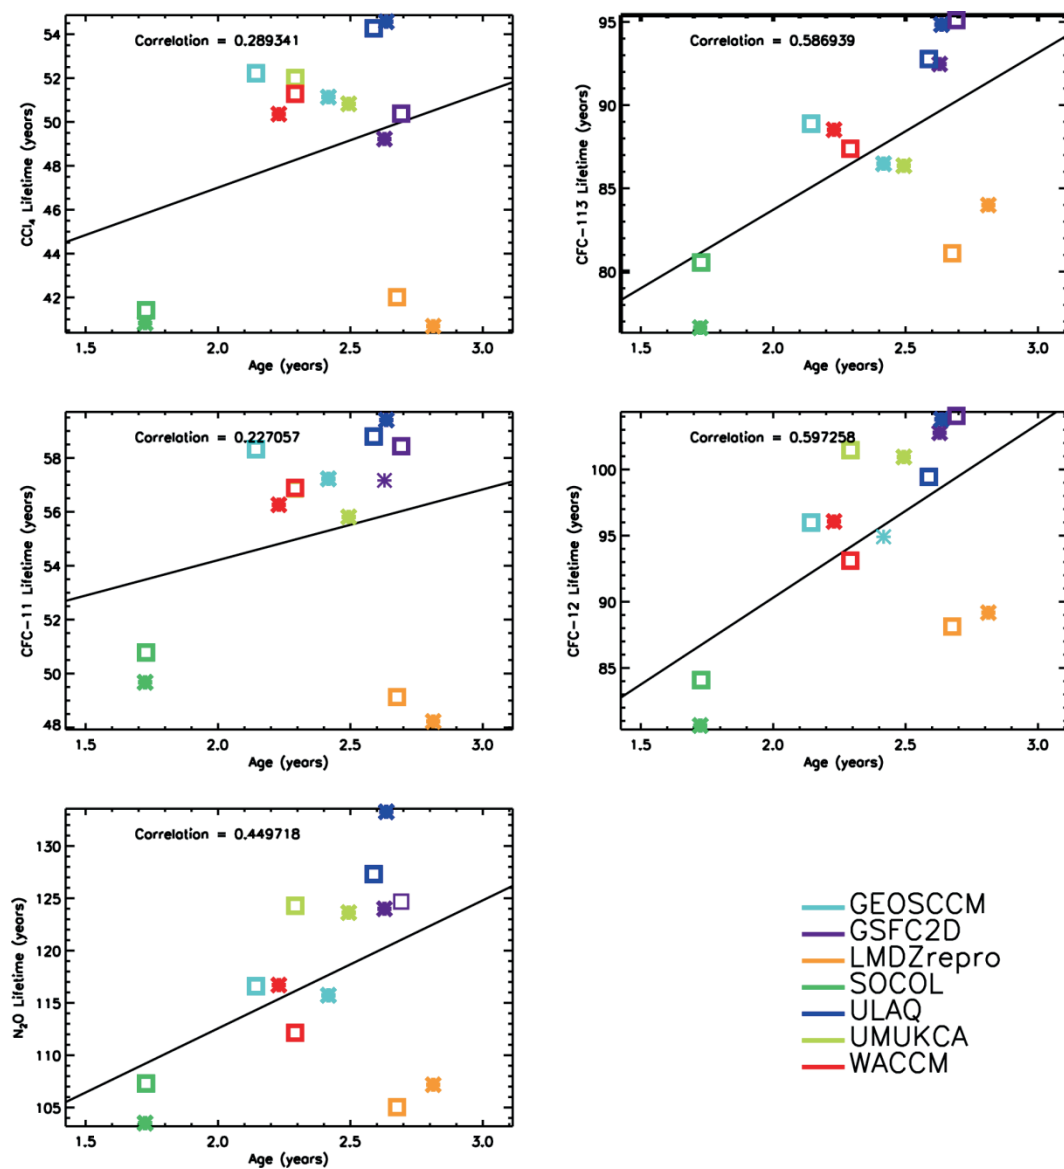 Correlation = 0.289341
54
52
50
48
46
44
42
CCl₄ Lifetime (years)
1.5 2.0 2.5 3.0
Age (years)
Correlation = 0.586939
95
90
85
80
CFC-113 Lifetime (years)
1.5 2.0 2.5 3.0
Age (years)
Correlation = 0.227057
58
56
54
52
50
48
CFC-11 Lifetime (years)
1.5 2.0 2.5 3.0
Age (years)
Correlation = 0.597258
100
95
90
85
CFC-12 Lifetime (years)
1.5 2.0 2.5 3.0
Age (years)
Correlation = 0.449718
130
125
120
115
110
105
N₂O Lifetime (years)
1.5 2.0 2.5 3.0
Age (years)
GEOSCCM
GSFC2D
LMDZrepro
SOCOL
ULAQ
UMUKCA
WACCM